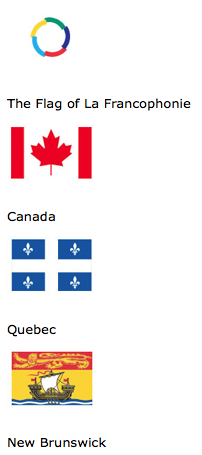 The Flag of La Francophonie
Canada
Quebec
New Brunswick